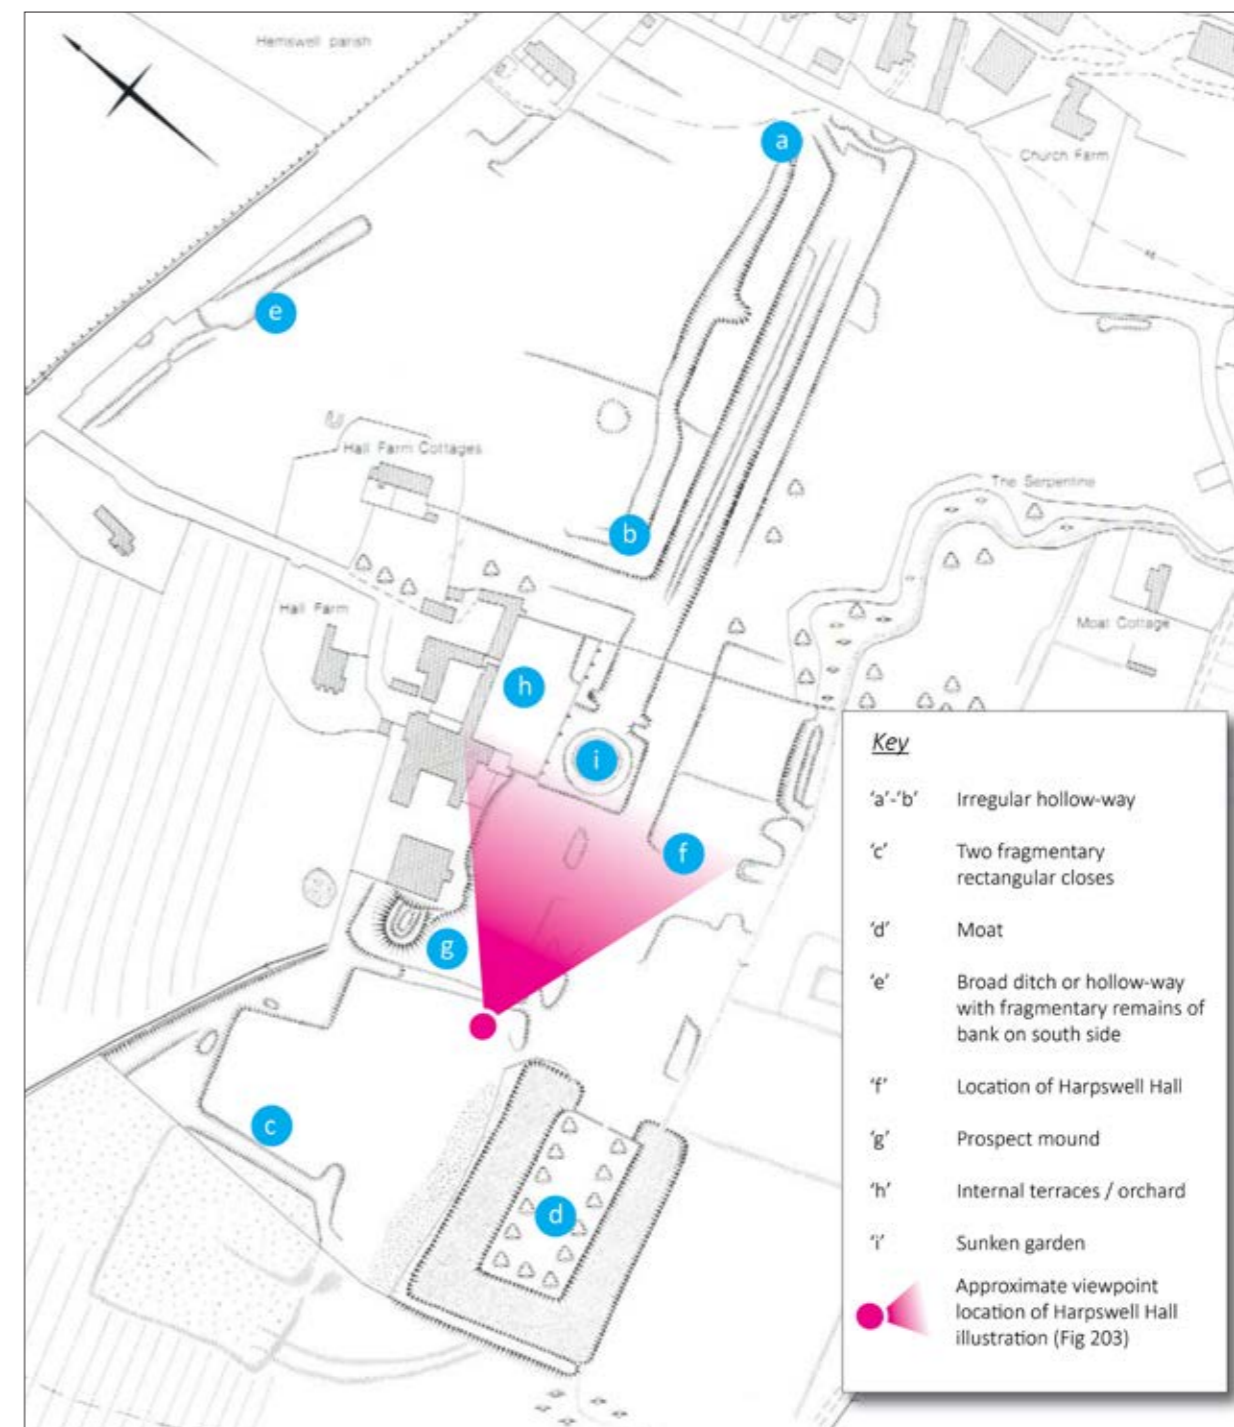 Hemswell parish
a
Church Farm
e
Hall Farm Cottages
The Serpentine
b
Hall Farm
Moat Cottage
h
i
f
g
c
d
Key
‘a’-‘b’ Irregular hollow-way
‘c’ Two fragmentary
rectangular closes
‘d’ Moat
‘e’ Broad ditch or hollow-way
with fragmentary remains of
bank on south side
‘f’ Location of Harpswell Hall
‘g’ Prospect mound
‘h’ Internal terraces / orchard
‘i’ Sunken garden
Approximate viewpoint
location of Harpswell Hall
illustration (Fig 203)